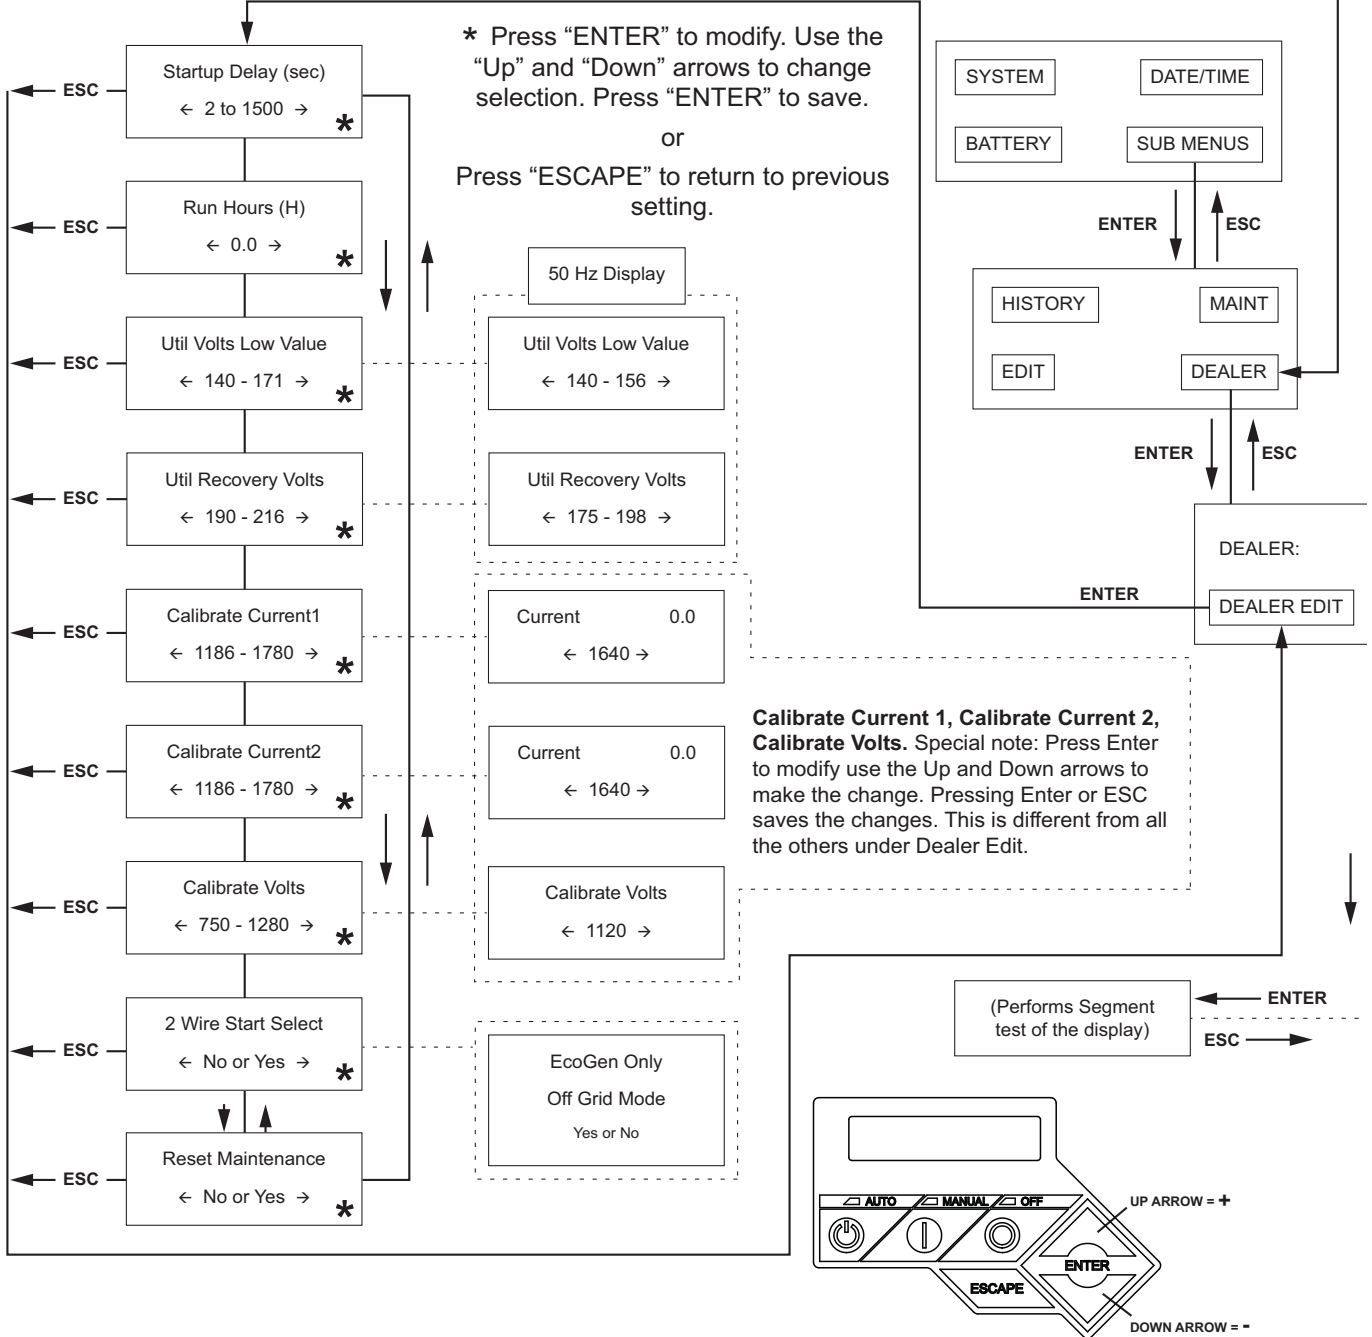 * Press “ENTER” to modify. Use the
“Up” and “Down” arrows to change
selection. Press “ENTER” to save.
or
Press “ESCAPE” to return to previous
setting.
ESC
Startup Delay (sec)
← 2 to 1500 →
*
ESC
Run Hours (H)
← 0.0 →
*
ESC
Util Volts Low Value
← 140 - 171 →
*
ESC
Util Recovery Volts
← 190 - 216 →
*
ESC
Calibrate Current1
← 1186 - 1780 →
*
ESC
Calibrate Current2
← 1186 - 1780 →
*
ESC
Calibrate Volts
← 750 - 1280 →
*
ESC
2 Wire Start Select
← No or Yes →
*
ESC
Reset Maintenance
← No or Yes →
*
50 Hz Display
Util Volts Low Value
← 140 - 156 →
Util Recovery Volts
← 175 - 198 →
Current 0.0
← 1640 →
Current 0.0
← 1640 →
Calibrate Volts
← 1120 →
EcoGen Only
Off Grid Mode
Yes or No
Calibrate Current 1, Calibrate Current 2,
Calibrate Volts. Special note: Press Enter
to modify use the Up and Down arrows to
make the change. Pressing Enter or ESC
saves the changes. This is different from all
the others under Dealer Edit.
SYSTEM DATE/TIME
BATTERY SUB MENUS
ENTER ESC
HISTORY MAINT
EDIT DEALER
ENTER ESC
DEALER:
ENTER
DEALER EDIT
(Performs Segment
test of the display)
ENTER
ESC
AUTO MANUAL OFF
UP ARROW = +
ENTER
ESCAPE
DOWN ARROW = -